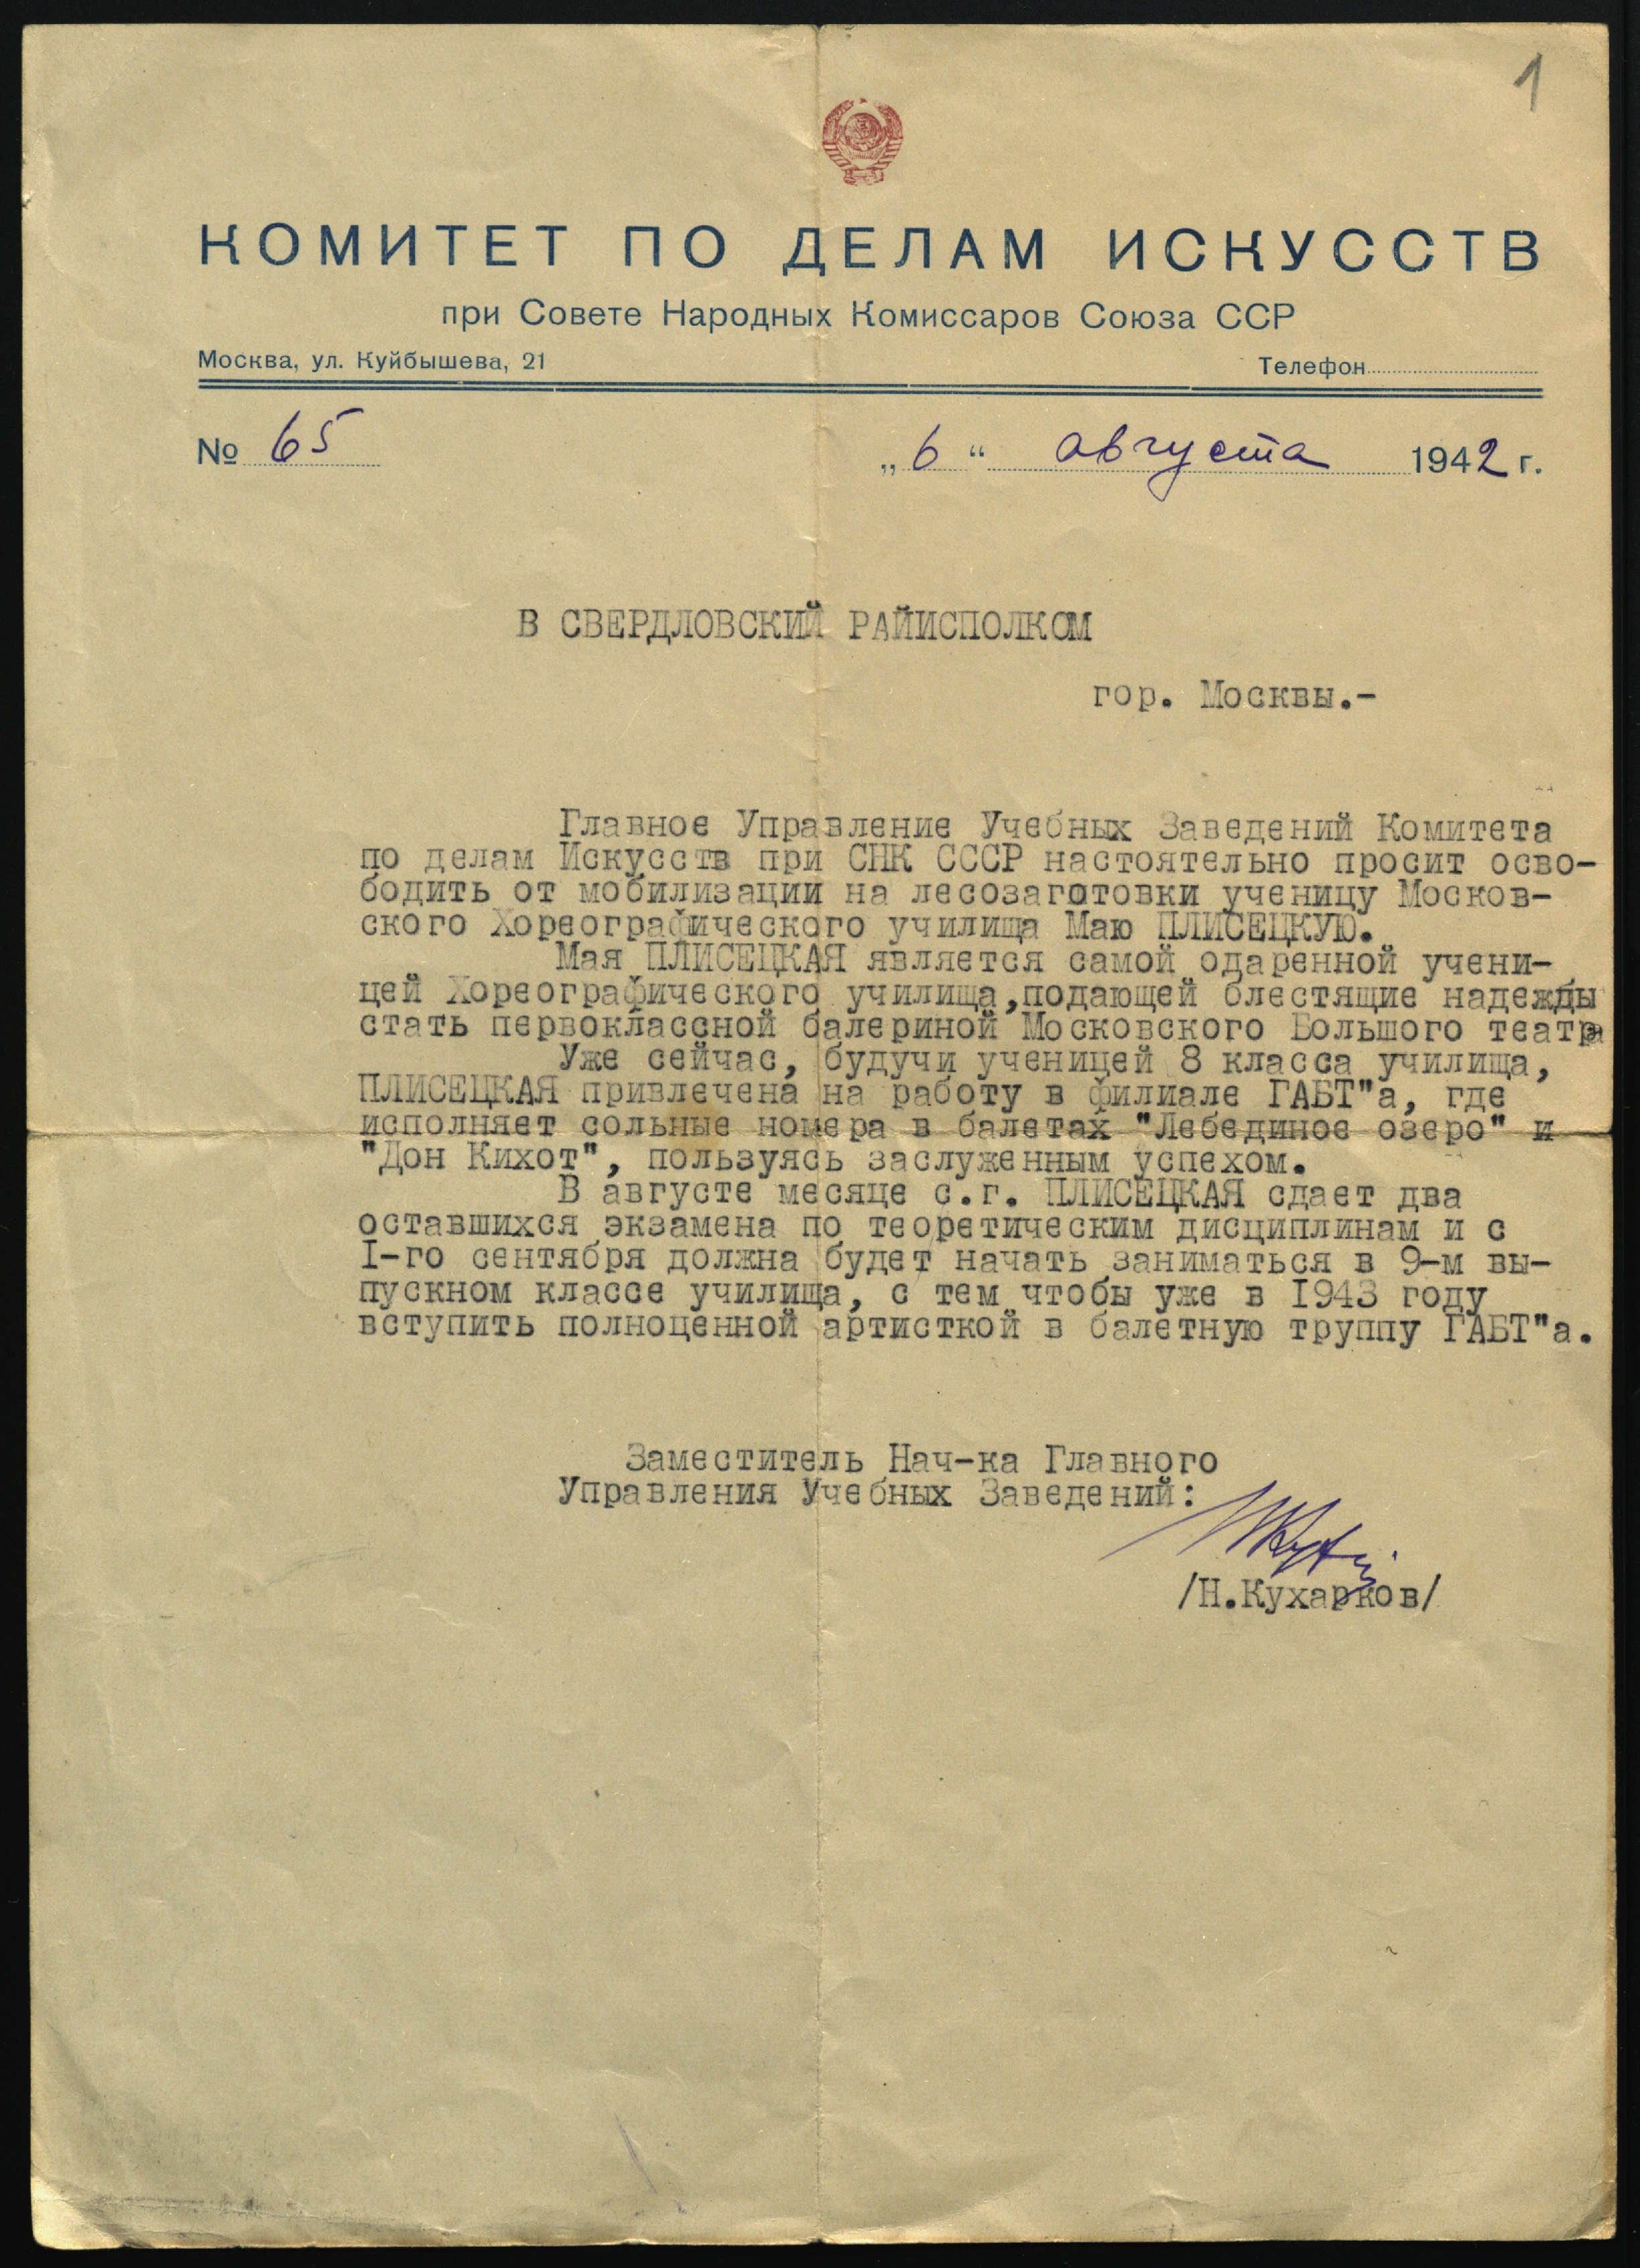 1
КОМИТЕТ ПО ДЕЛАМ ИСКУССТВ
при Совете Народных Комиссаров Союза ССР
Москва, ул. Куйбышева, 21 Телефон
№ 65 „6“ августа 1942 г.
В СВЕРДЛОВСКИЙ РАЙИСПОЛКОМ
гор. Москвы.-
Главное Управление Учебных Заведений Комитета
по делам Искусств при СНК СССР настоятельно просит осво-
бодить от мобилизации на лесозаготовки ученицу Москов-
ского Хореографического училища Маю ПЛИСЕЦКУЮ.
Мая ПЛИСЕЦКАЯ является самой одаренной учени-
цей Хореографического училища,подающей блестящие надежды
стать первоклассной балериной Московского Большого театра
Уже сейчас, будучи ученицей 8 класса училища,
ПЛИСЕЦКАЯ привлечена на работу в филиале ГАБТ"а, где
исполняет сольные номера в балетах "Лебединое озеро" и
"Дон Кихот", пользуясь заслуженным успехом.
В августе месяце с.г. ПЛИСЕЦКАЯ сдает два
оставшихся экзамена по теоретическим дисциплинам и с
I-го сентября должна будет начать заниматься в 9-м вы-
пускном классе училища, с тем чтобы уже в I943 году
вступить полноценной артисткой в балетную труппу ГАБТ"а.
Заместитель Нач-ка Главного
Управления Учебных Заведений:
/Н.Кухарков/